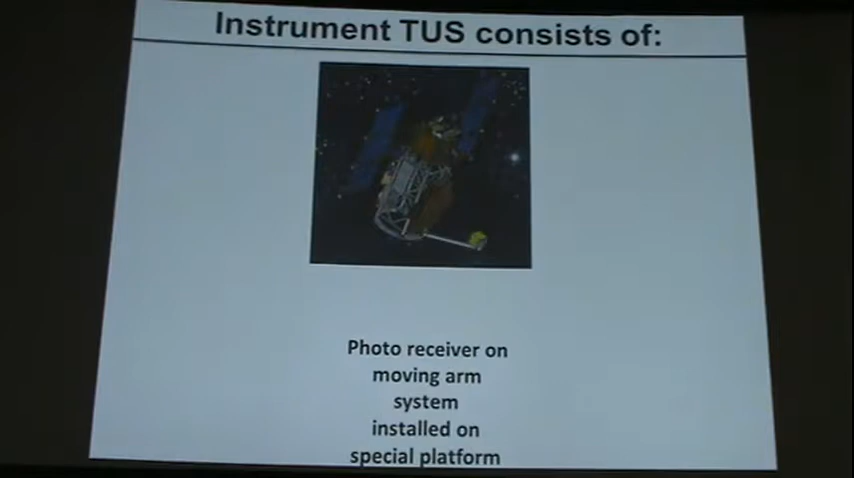 Instrument TUS consists of:
Photo receiver on
moving arm
system
installed on
special platform